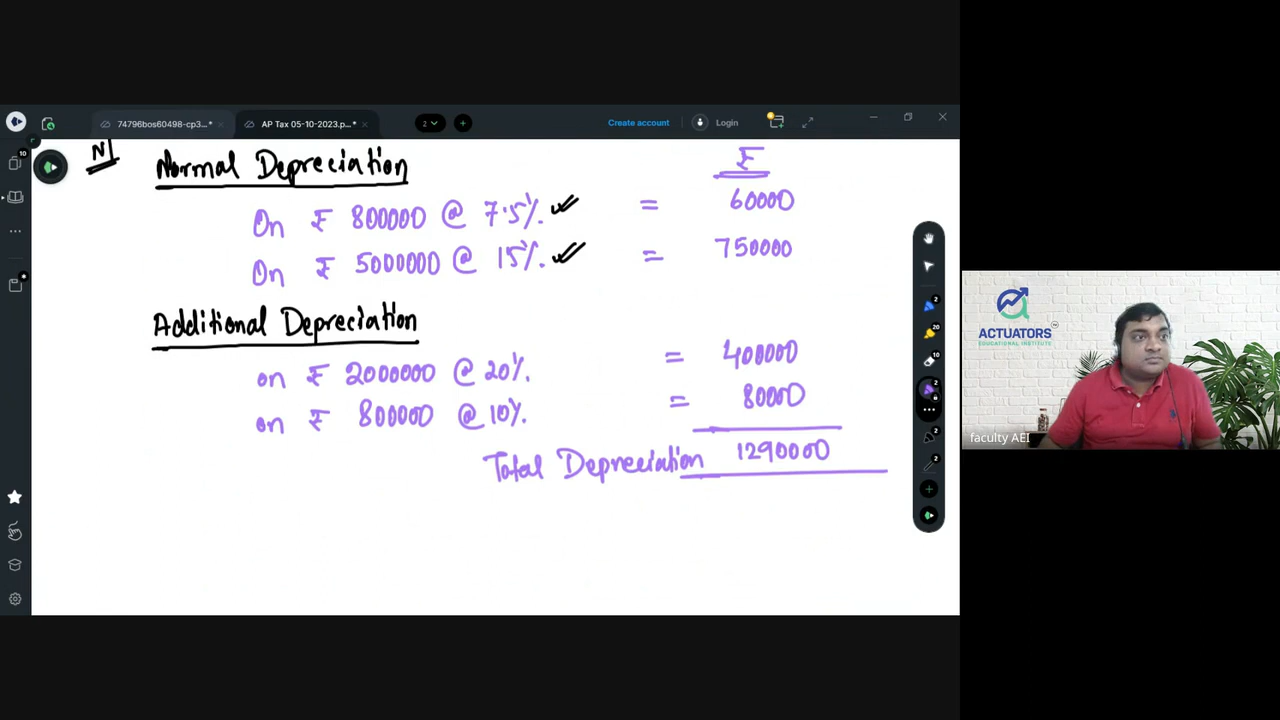 74796bos60498-cp3...*
AP Tax 05-10-2023.p...*
2
Create account
Login
N1
Normal Depreciation
₹
On ₹ 800000 @ 7.5% = 60000
On ₹ 5000000 @ 15% = 750000
Additional Depreciation
on ₹ 2000000 @ 20% = 400000
on ₹ 800000 @ 10% = 80000
Total Depreciation 1290000
ACTUATORS
EDUCATIONAL INSTITUTE
faculty AEI